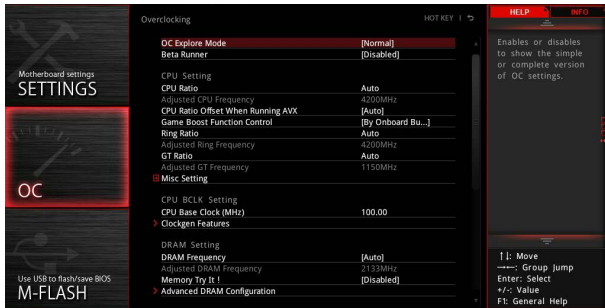 Overclocking
HOT KEY | ↩
HELP
INFO
OC Explore Mode [Normal]
Beta Runner [Disabled]
CPU Setting
CPU Ratio Auto
Adjusted CPU Frequency 4200MHz
CPU Ratio Offset When Running AVX [Auto]
Game Boost Function Control [By Onboard Bu...]
Ring Ratio Auto
Adjusted Ring Frequency 4200MHz
GT Ratio Auto
Adjusted GT Frequency 1150MHz
Misc Setting
CPU BCLK Setting
CPU Base Clock (MHz) 100.00
Clockgen Features
DRAM Setting
DRAM Frequency [Auto]
Adjusted DRAM Frequency 2133MHz
Memory Try It ! [Disabled]
Advanced DRAM Configuration
Motherboard settings
SETTINGS
OC
Use USB to flash/save BIOS
M-FLASH
Enables or disables
to show the simple
or complete version
of OC settings.
↑↓: Move
→←: Group Jump
Enter: Select
+/-: Value
F1: General Help